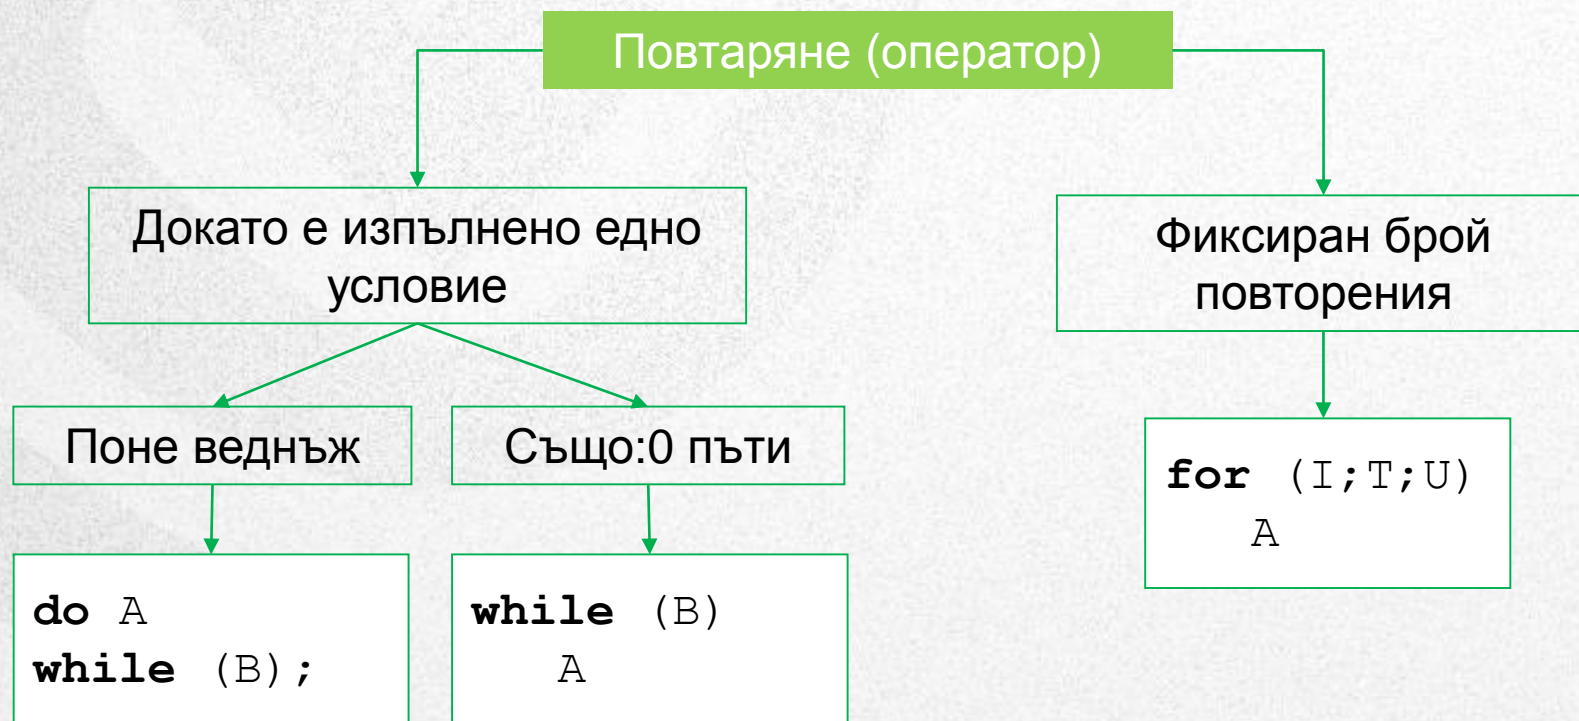 Повтаряне (оператор)
Докато е изпълнено едно
условие
Фиксиран брой
повторения
Поне веднъж
Също:0 пъти
for (I;T;U)
A
do A
while (B);
while (B)
A